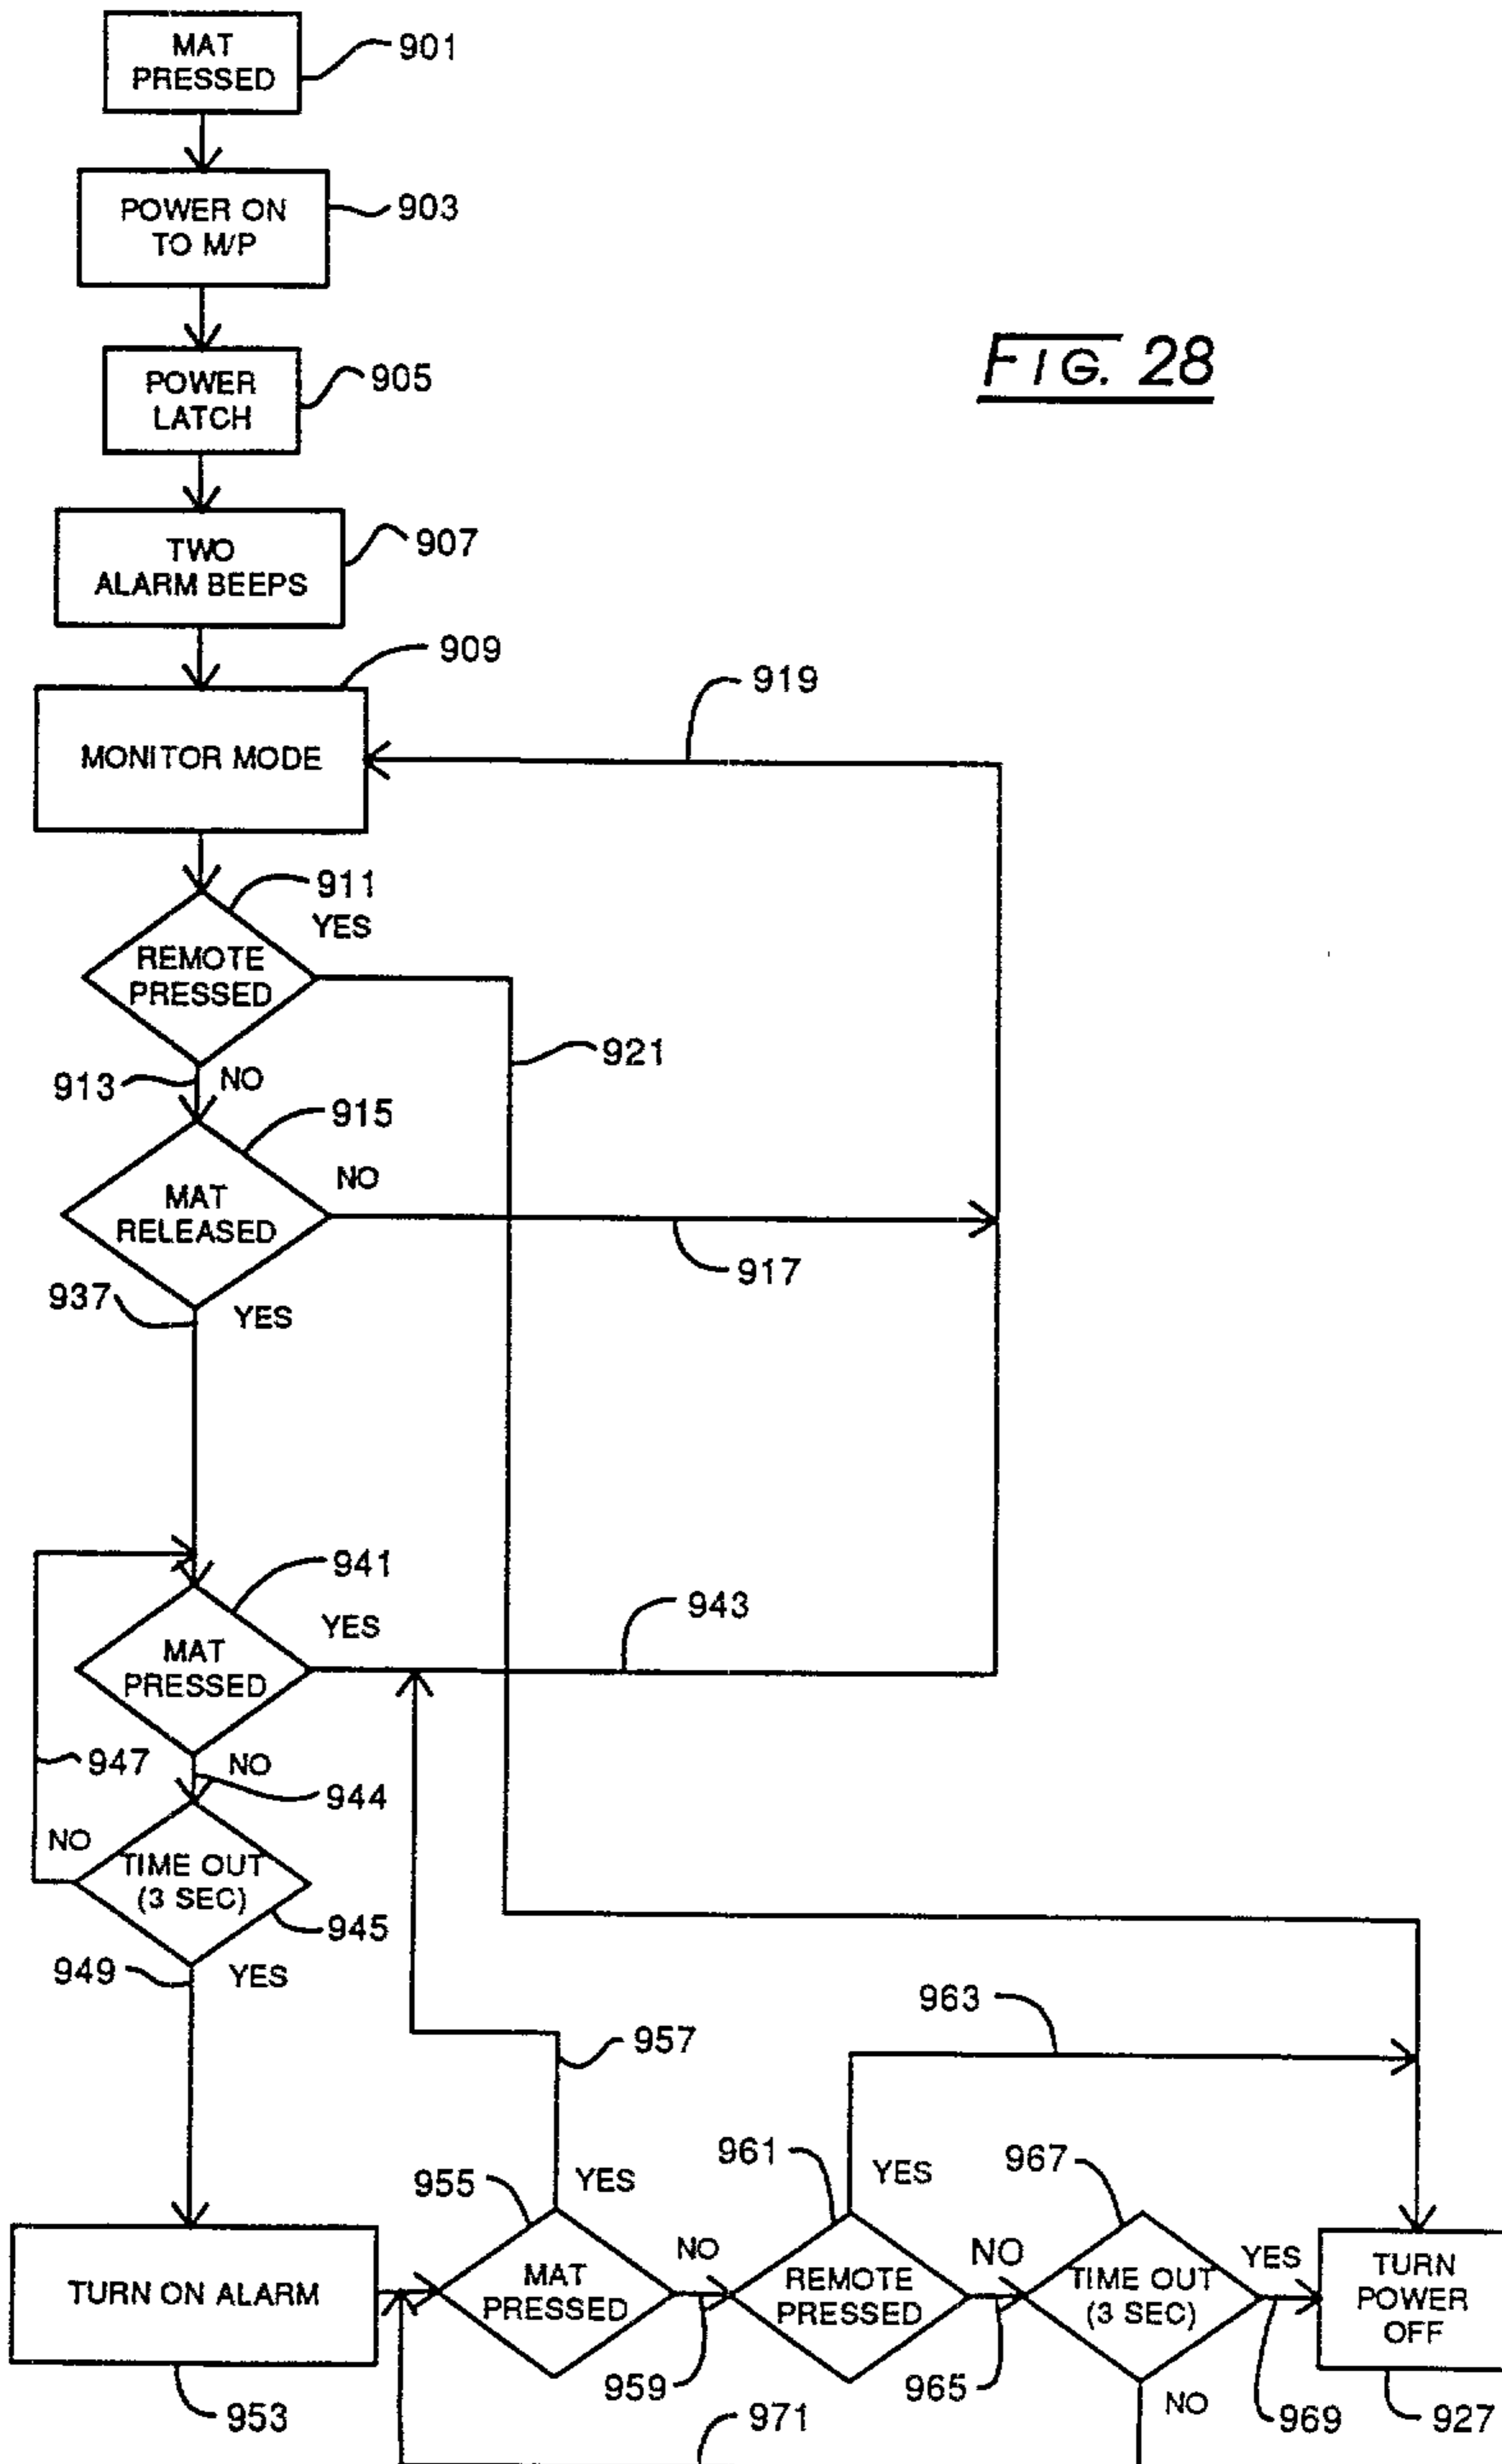 MAT
PRESSED
901
POWER ON
TO M/P
903
FIG. 28
POWER
LATCH
905
TWO
ALARM BEEPS
907
909
919
MONITOR MODE
911
YES
REMOTE
PRESSED
921
913
NO
915
NO
MAT
RELEASED
917
937
YES
941
YES
943
MAT
PRESSED
947
NO
944
NO
TIME OUT
(3 SEC)
945
949
YES
963
957
961
967
955
YES
YES
NO
NO
YES
TURN ON ALARM
MAT
PRESSED
REMOTE
PRESSED
TIME OUT
(3 SEC)
TURN
POWER
OFF
959
965
NO
969
927
953
971